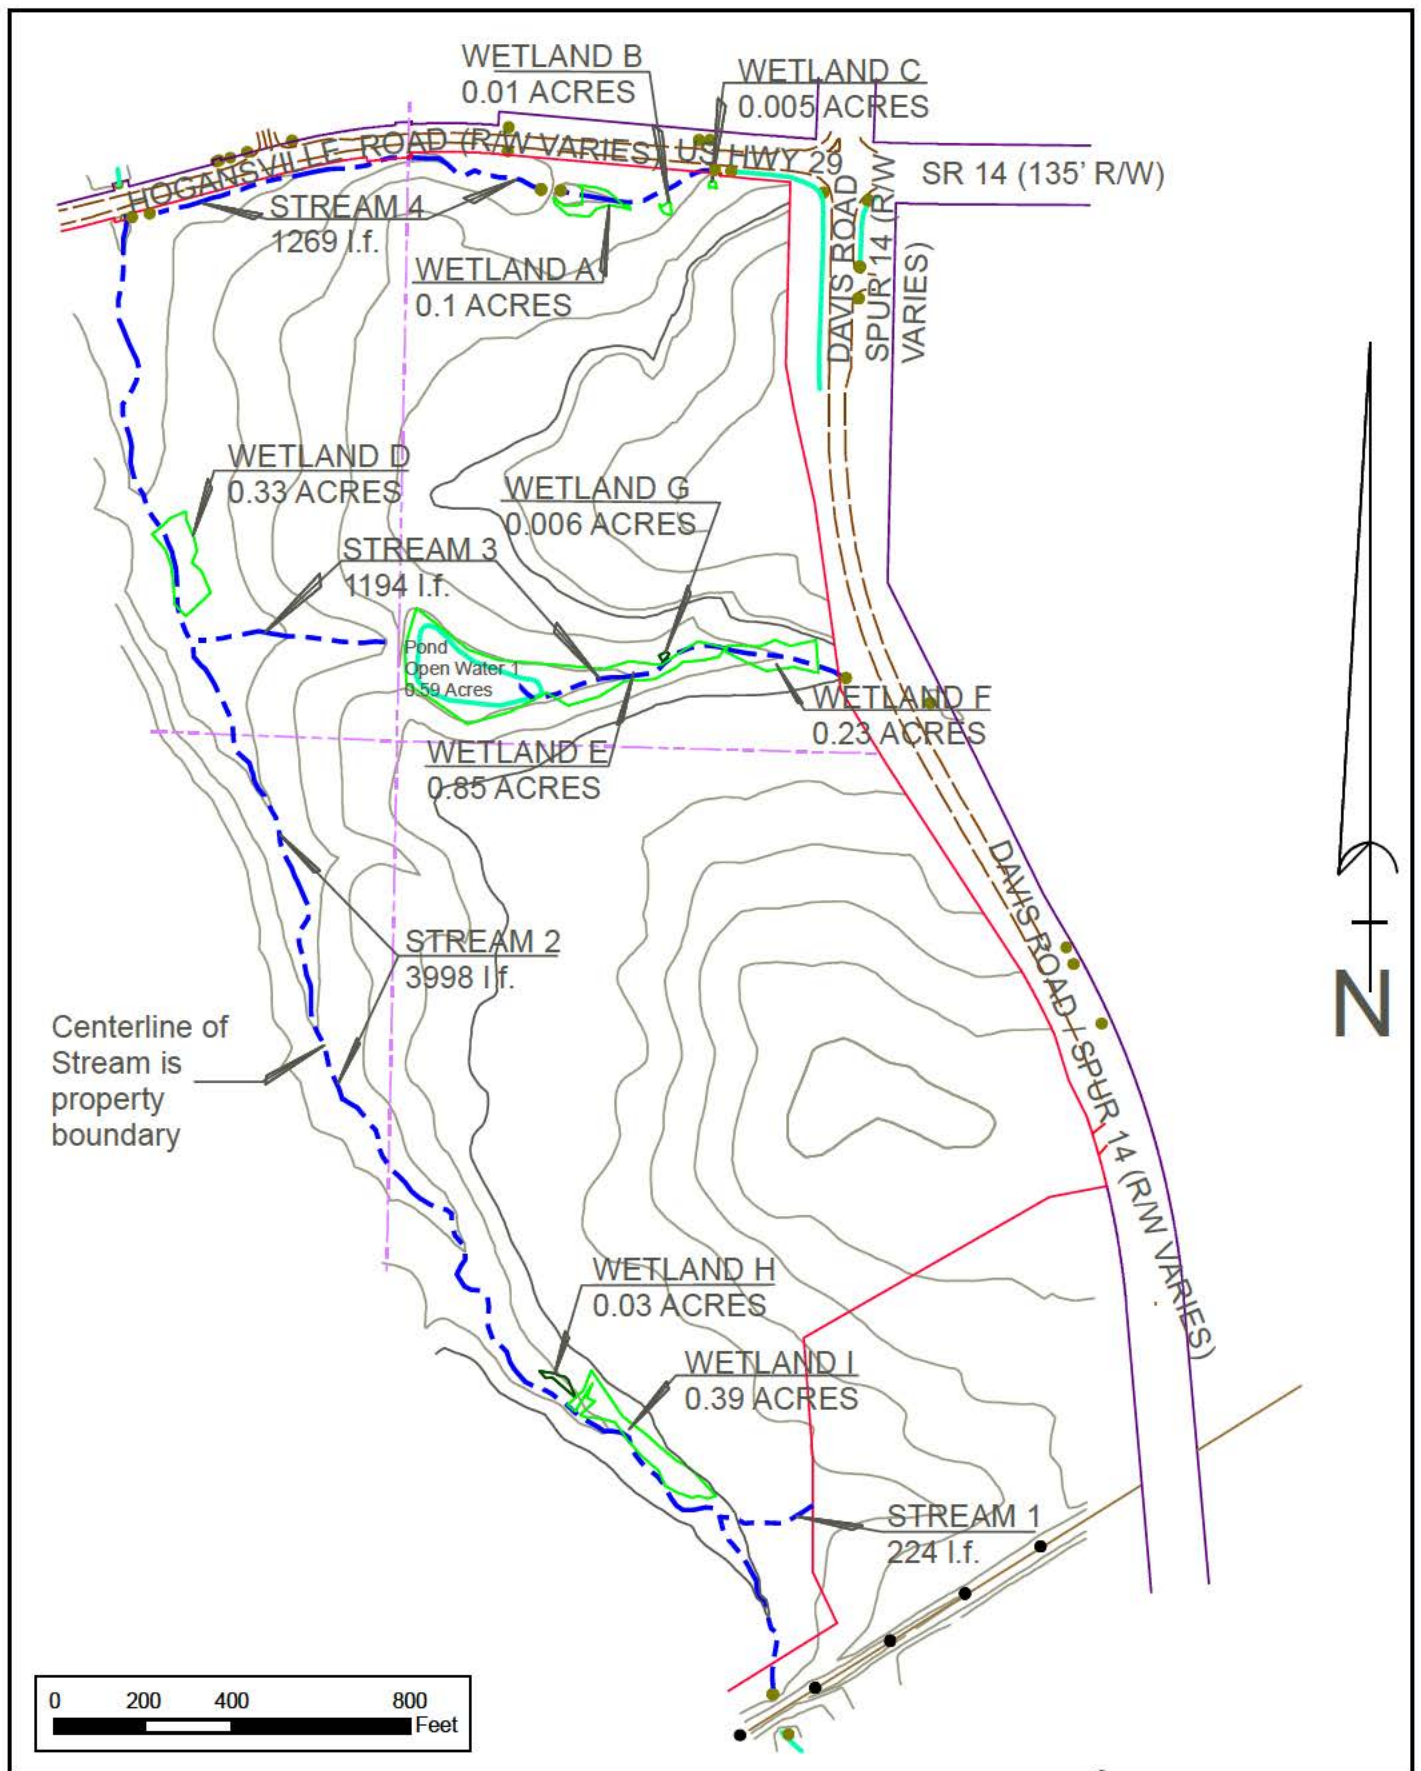 WETLAND B
0.01 ACRES
WETLAND C
0.005 ACRES
HOGANSVILLE ROAD (R/W VARIES) US HWY 29
SR 14 (135' R/W)
STREAM 4
1269 l.f.
WETLAND A
0.1 ACRES
DAVIS ROAD
SPUR 14 (R/W
VARIES)
WETLAND D
0.33 ACRES
WETLAND G
0.006 ACRES
STREAM 3
1194 l.f.
Pond
Open Water 1
0.59 Acres
WETLAND F
0.23 ACRES
WETLAND E
0.85 ACRES
DAVIS ROAD / SPUR 14 (R/W VARIES)
STREAM 2
3998 l.f.
N
Centerline of
Stream is
property
boundary
WETLAND H
0.03 ACRES
WETLAND I
0.39 ACRES
STREAM 1
224 l.f.
0 200 400 800
Feet